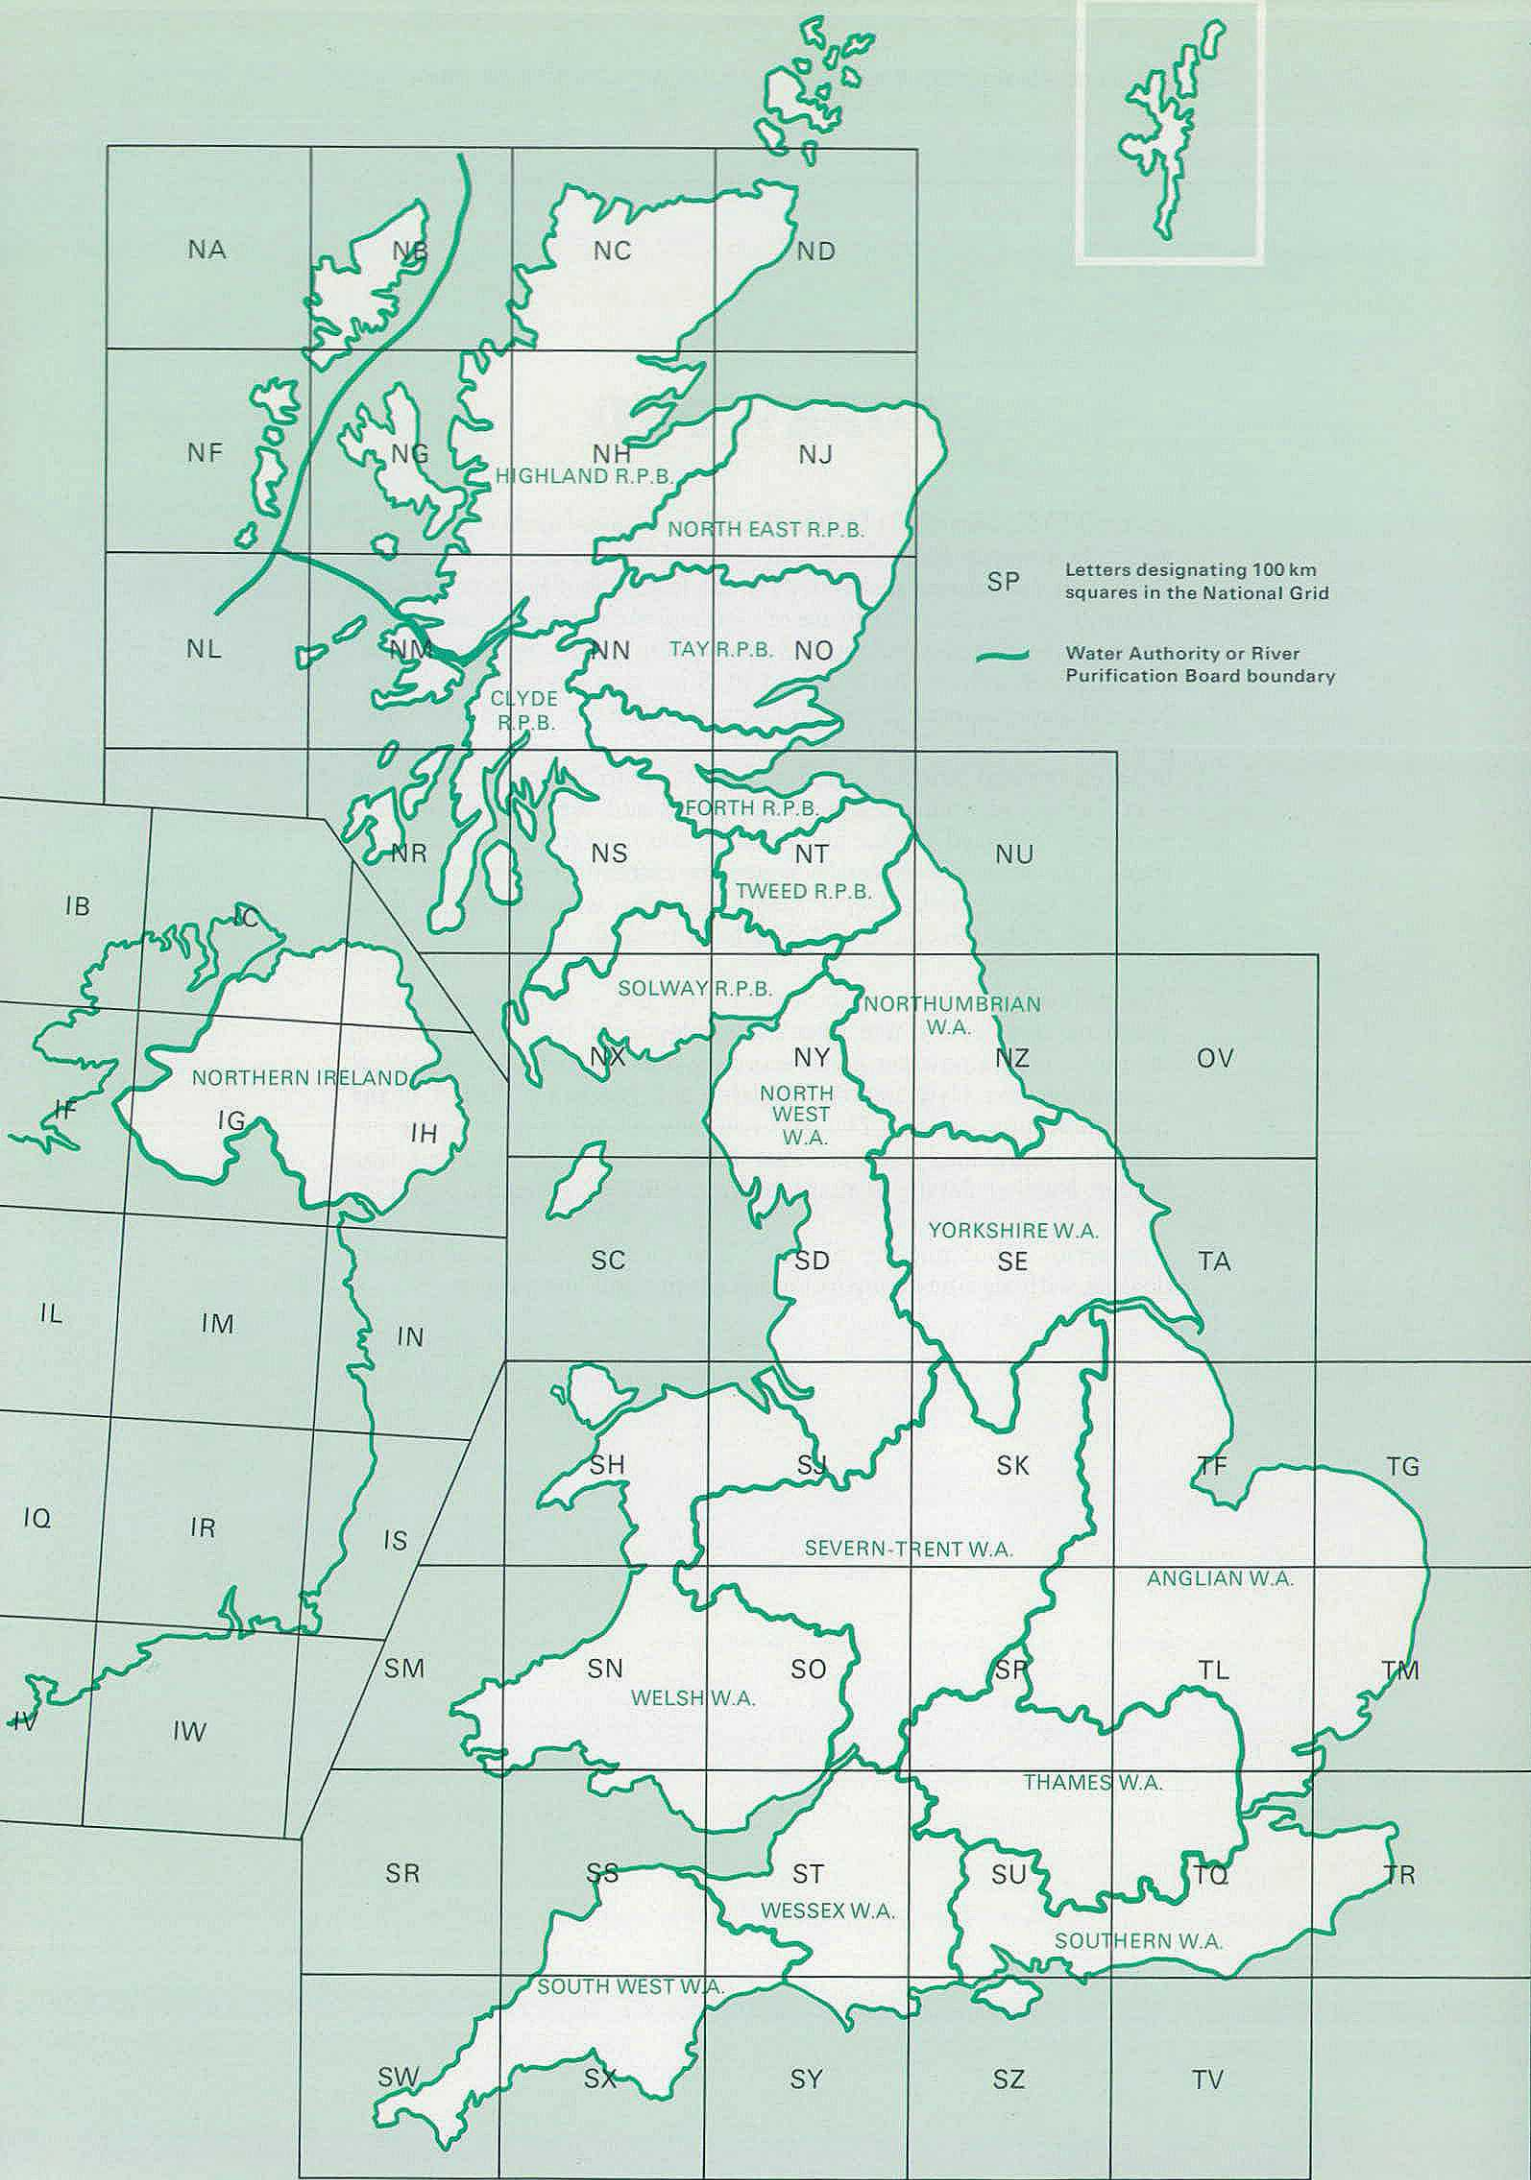 NA
NB
NC
ND
NF
NG
NH
HIGHLAND R.P.B.
NJ
NORTH EAST R.P.B.
SP
Letters designating 100 km
squares in the National Grid
Water Authority or River
Purification Board boundary
NL
NM
NN
TAY R.P.B.
NO
CLYDE
R.P.B.
FORTH R.P.B.
NR
NS
NT
NU
TWEED R.P.B.
IB
IC
SOLWAY R.P.B.
NORTHUMBRIAN
W.A.
NX
NY
NZ
OV
NORTHERN IRELAND
NORTH
WEST
W.A.
IF
IG
IH
YORKSHIRE W.A.
SC
SD
SE
TA
IL
IM
IN
SH
SJ
SK
TF
TG
IQ
IR
IS
SEVERN-TRENT W.A.
ANGLIAN W.A.
SM
SN
SO
SP
TL
TM
WELSH W.A.
IV
IW
THAMES W.A.
SR
SS
ST
SU
TQ
TR
WESSEX W.A.
SOUTHERN W.A.
SOUTH WEST W.A.
SW
SX
SY
SZ
TV